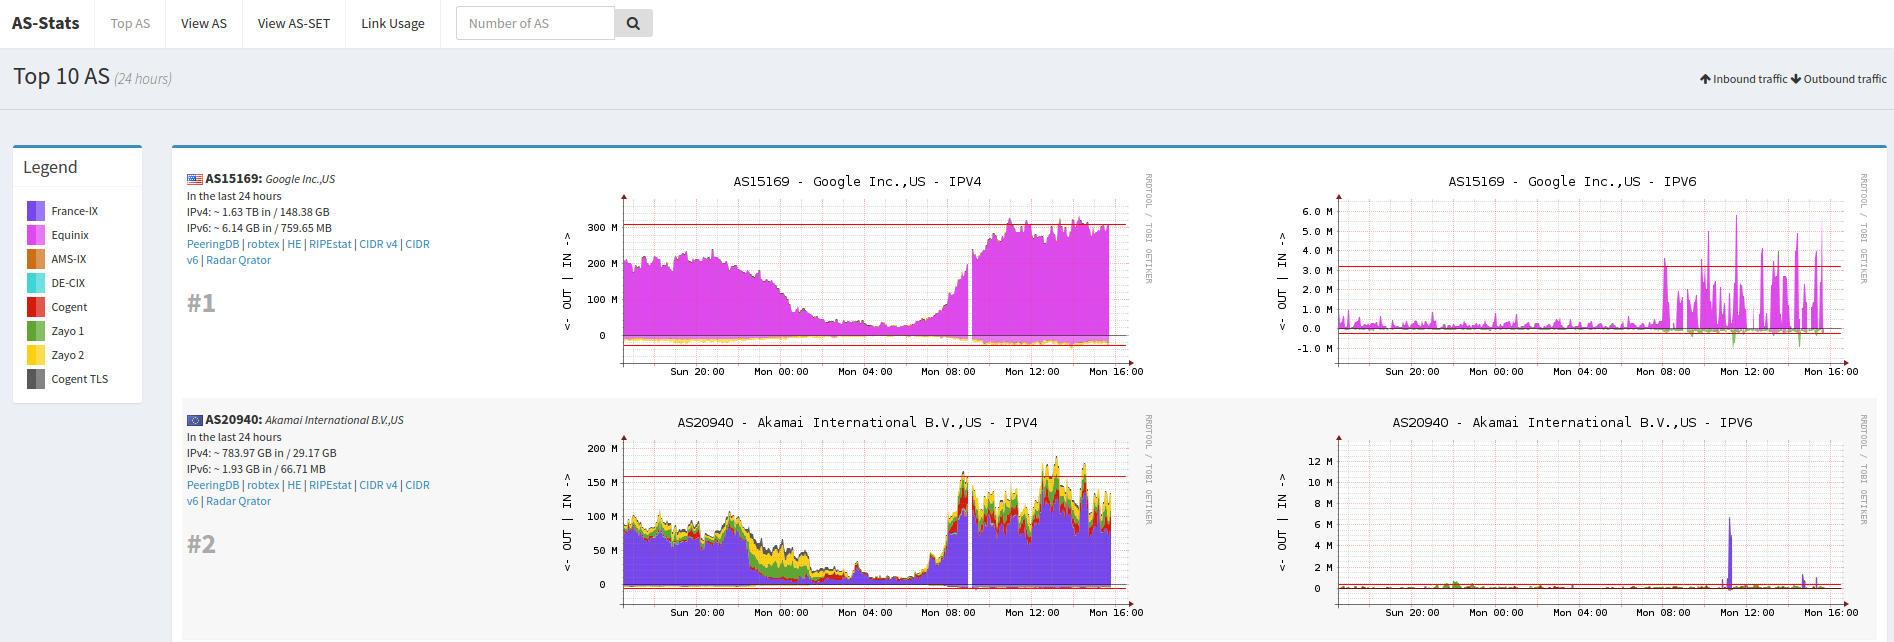 AS-Stats Top AS View AS View AS-SET Link Usage Number of AS
Top 10 AS (24 hours)
Inbound traffic Outbound traffic
Legend
France-IX
Equinix
AMS-IX
DE-CIX
Cogent
Zayo 1
Zayo 2
Cogent TLS
AS15169: Google Inc.,US
In the last 24 hours
IPv4: ~ 1.63 TB in / 148.38 GB
IPv6: ~ 6.14 GB in / 759.65 MB
PeeringDB | robtex | HE | RIPEstat | CIDR v4 | CIDR
v6 | Radar Qrator
#1
AS15169 - Google Inc.,US - IPV4
300 M
200 M
100 M
0
<- OUT | IN ->
Sun 20:00 Mon 00:00 Mon 04:00 Mon 08:00 Mon 12:00 Mon 16:00
RRDTOOL / TOBI OETIKER
AS15169 - Google Inc.,US - IPV6
6.0 M
5.0 M
4.0 M
3.0 M
2.0 M
1.0 M
0.0
-1.0 M
<- OUT | IN ->
Sun 20:00 Mon 00:00 Mon 04:00 Mon 08:00 Mon 12:00 Mon 16:00
RRDTOOL / TOBI OETIKER
AS20940: Akamai International B.V.,US
In the last 24 hours
IPv4: ~ 783.97 GB in / 29.17 GB
IPv6: ~ 1.93 GB in / 66.71 MB
PeeringDB | robtex | HE | RIPEstat | CIDR v4 | CIDR
v6 | Radar Qrator
#2
AS20940 - Akamai International B.V.,US - IPV4
200 M
150 M
100 M
50 M
0
<- OUT | IN ->
Sun 20:00 Mon 00:00 Mon 04:00 Mon 08:00 Mon 12:00 Mon 16:00
RRDTOOL / TOBI OETIKER
AS20940 - Akamai International B.V.,US - IPV6
12 M
10 M
8 M
6 M
4 M
2 M
0
<- OUT | IN ->
Sun 20:00 Mon 00:00 Mon 04:00 Mon 08:00 Mon 12:00 Mon 16:00
RRDTOOL / TOBI OETIKER